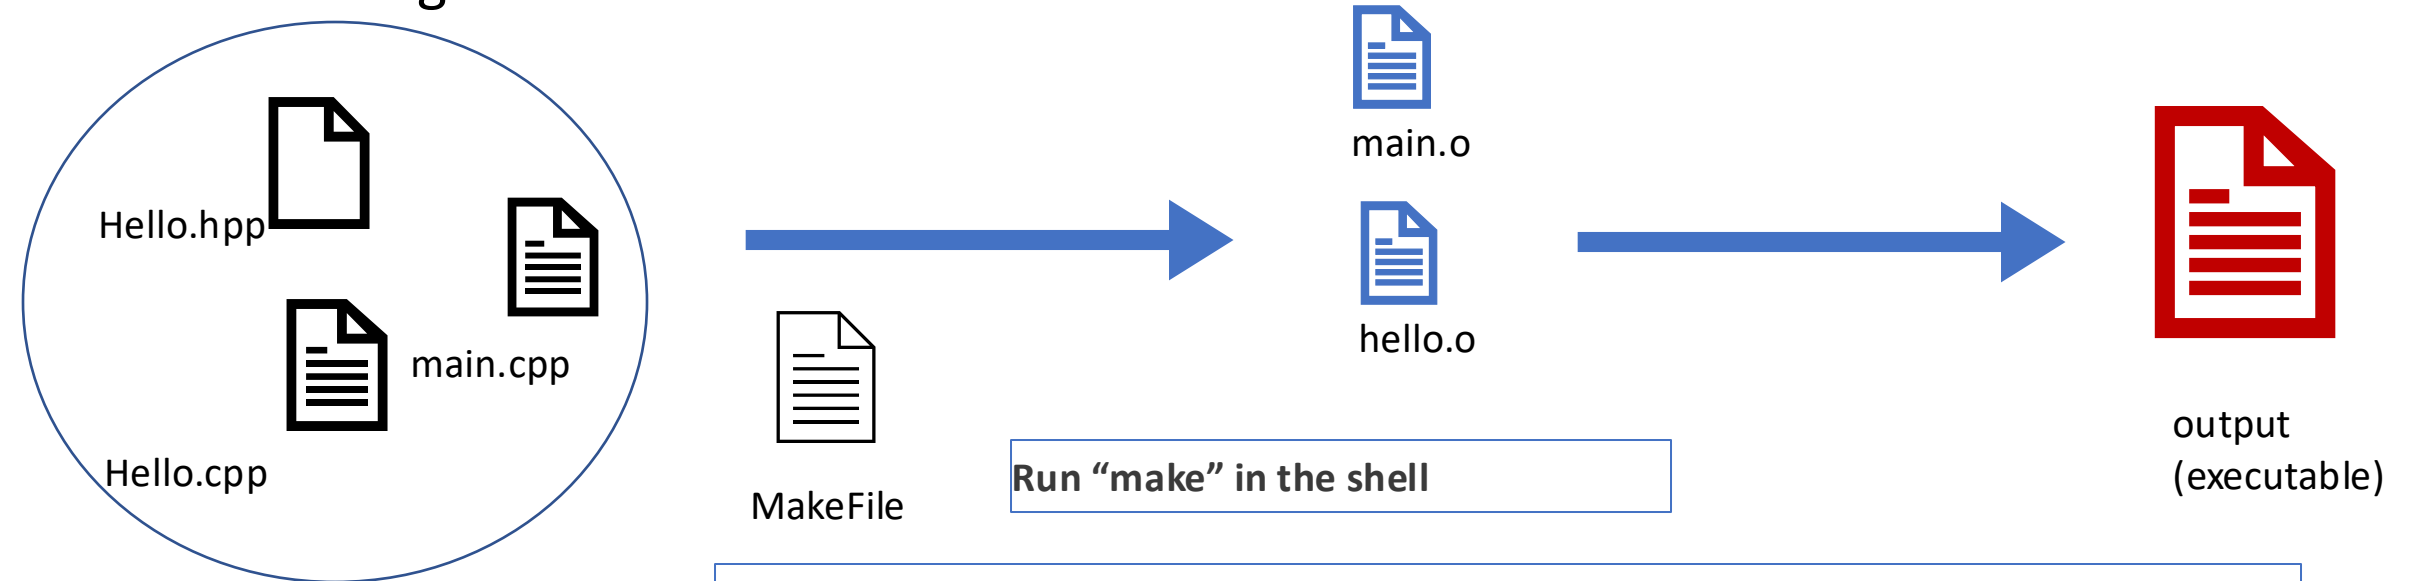 Hello.hpp
main.cpp
Hello.cpp
MakeFile
main.o
hello.o
Run “make” in the shell
output
(executable)